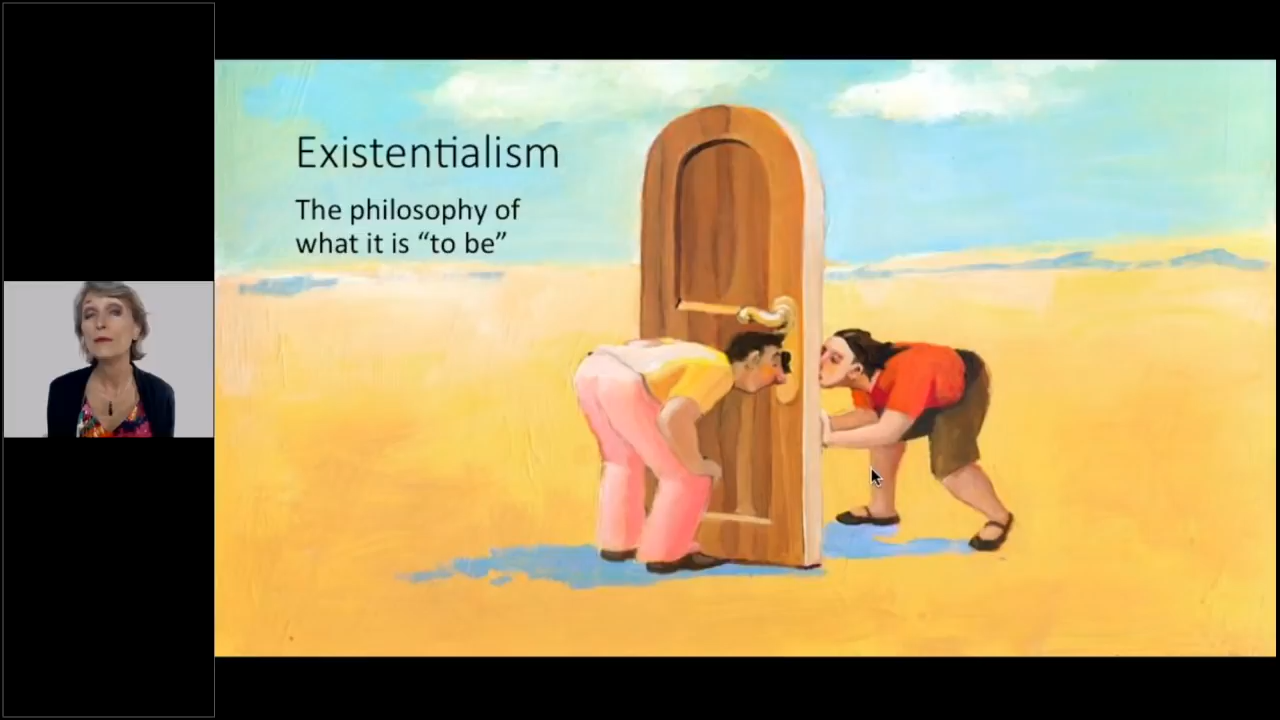 Existentialism
The philosophy of
what it is “to be”